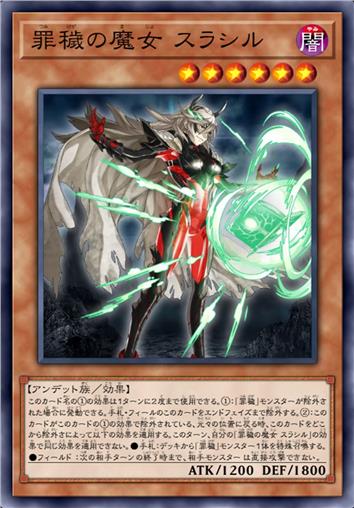 罪穢の魔女 スラシル
闇
【アンデット族／効果】
このカード名の①の効果は1ターンに2度まで使用できる。①：「罪穢」モンスターが除外さ
れた場合に発動できる。手札・フィールのこのカードをエンドフェイズまで除外する。②：この
カードがこのカードの①の効果で除外されている、元々の位置に戻る時、このカードをどこ
から除外さによって以下の効果を適用する。このターン、自分の「罪穢の魔女 スラシル」の効
果で同じ効果を適用できない。●手札：デッキから「罪穢」モンスター1体を特殊召喚する。
●フィールド：次の相手ターンの終了時まで、相手モンスターは直接攻撃できない。
ATK/1200 DEF/1800